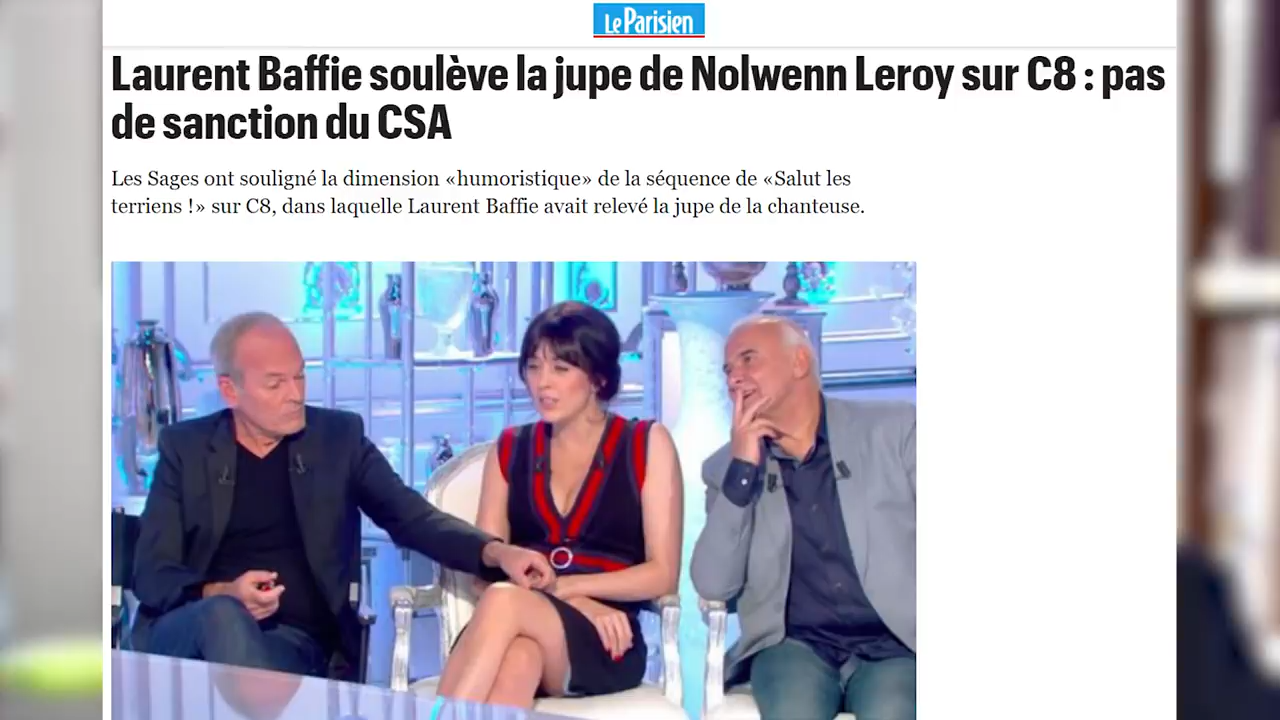 Le Parisien
Laurent Baffie soulève la jupe de Nolwenn Leroy sur C8 : pas
de sanction du CSA
Les Sages ont souligné la dimension «humoristique» de la séquence de «Salut les
terriens !» sur C8, dans laquelle Laurent Baffie avait relevé la jupe de la chanteuse.